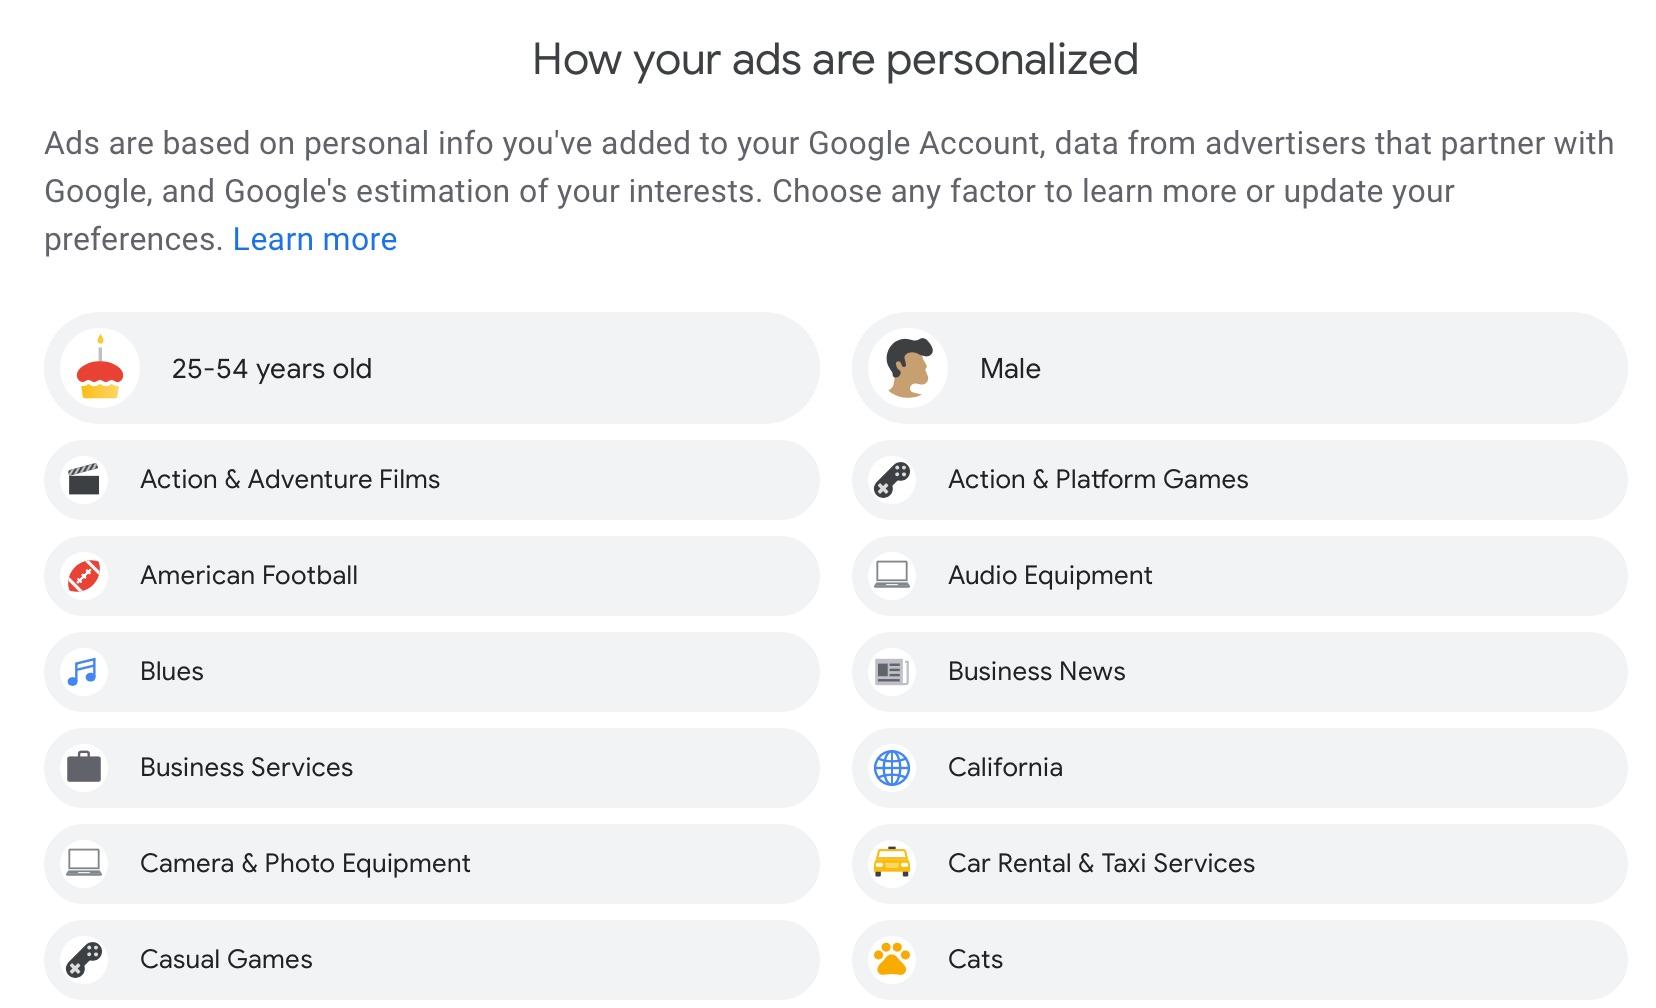 How your ads are personalized
Ads are based on personal info you've added to your Google Account, data from advertisers that partner with
Google, and Google's estimation of your interests. Choose any factor to learn more or update your
preferences. Learn more
25-54 years old
Male
Action & Adventure Films
Action & Platform Games
American Football
Audio Equipment
Blues
Business News
Business Services
California
Camera & Photo Equipment
Car Rental & Taxi Services
Casual Games
Cats